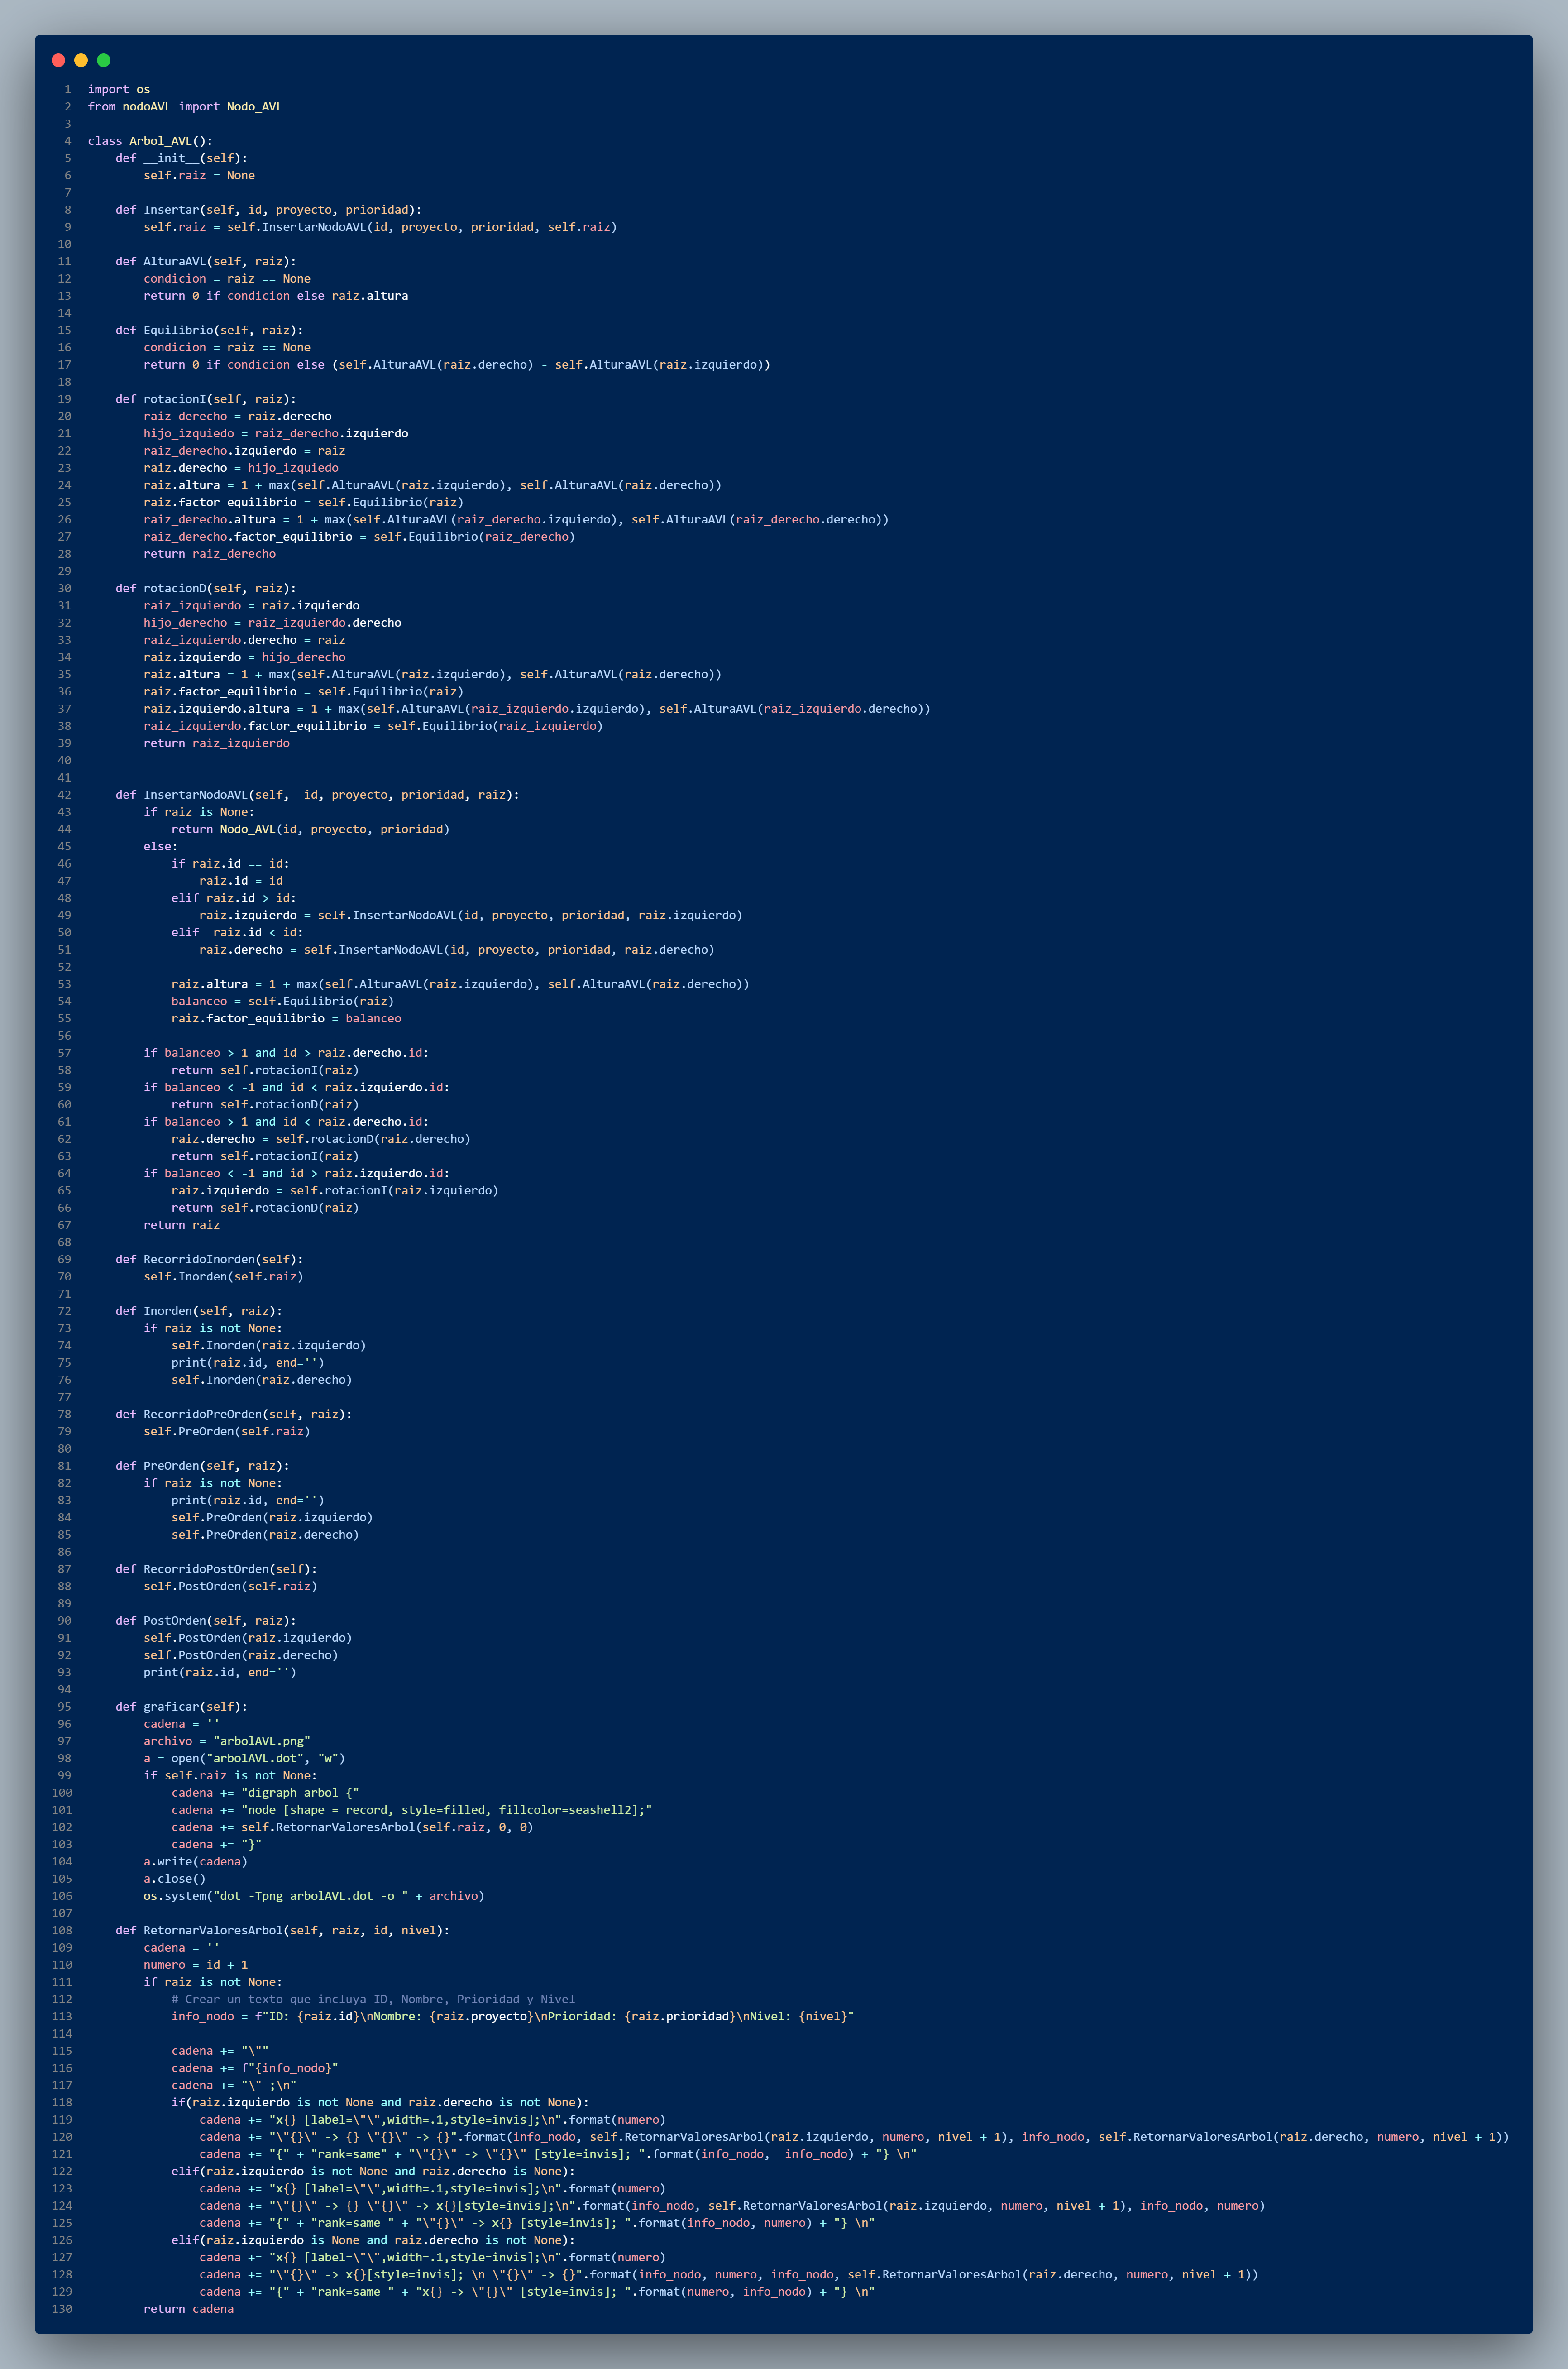 1 import os
2 from nodoAVL import Nodo_AVL
3
4 class Arbol_AVL():
5     def __init__(self):
6         self.raiz = None
7
8     def Insertar(self, id, proyecto, prioridad):
9         self.raiz = self.InsertarNodoAVL(id, proyecto, prioridad, self.raiz)
10
11     def AlturaAVL(self, raiz):
12         condicion = raiz == None
13         return 0 if condicion else raiz.altura
14
15     def Equilibrio(self, raiz):
16         condicion = raiz == None
17         return 0 if condicion else (self.AlturaAVL(raiz.derecho) - self.AlturaAVL(raiz.izquierdo))
18
19     def rotacionI(self, raiz):
20         raiz_derecho = raiz.derecho
21         hijo_izquiedo = raiz_derecho.izquierdo
22         raiz_derecho.izquierdo = raiz
23         raiz.derecho = hijo_izquiedo
24         raiz.altura = 1 + max(self.AlturaAVL(raiz.izquierdo), self.AlturaAVL(raiz.derecho))
25         raiz.factor_equilibrio = self.Equilibrio(raiz)
26         raiz_derecho.altura = 1 + max(self.AlturaAVL(raiz_derecho.izquierdo), self.AlturaAVL(raiz_derecho.derecho))
27         raiz_derecho.factor_equilibrio = self.Equilibrio(raiz_derecho)
28         return raiz_derecho
29
30     def rotacionD(self, raiz):
31         raiz_izquierdo = raiz.izquierdo
32         hijo_derecho = raiz_izquierdo.derecho
33         raiz_izquierdo.derecho = raiz
34         raiz.izquierdo = hijo_derecho
35         raiz.altura = 1 + max(self.AlturaAVL(raiz.izquierdo), self.AlturaAVL(raiz.derecho))
36         raiz.factor_equilibrio = self.Equilibrio(raiz)
37         raiz.izquierdo.altura = 1 + max(self.AlturaAVL(raiz_izquierdo.izquierdo), self.AlturaAVL(raiz_izquierdo.derecho))
38         raiz_izquierdo.factor_equilibrio = self.Equilibrio(raiz_izquierdo)
39         return raiz_izquierdo
40
41
42     def InsertarNodoAVL(self,  id, proyecto, prioridad, raiz):
43         if raiz is None:
44             return Nodo_AVL(id, proyecto, prioridad)
45         else:
46             if raiz.id == id:
47                 raiz.id = id
48             elif raiz.id > id:
49                 raiz.izquierdo = self.InsertarNodoAVL(id, proyecto, prioridad, raiz.izquierdo)
50             elif  raiz.id < id:
51                 raiz.derecho = self.InsertarNodoAVL(id, proyecto, prioridad, raiz.derecho)
52
53             raiz.altura = 1 + max(self.AlturaAVL(raiz.izquierdo), self.AlturaAVL(raiz.derecho))
54             balanceo = self.Equilibrio(raiz)
55             raiz.factor_equilibrio = balanceo
56
57         if balanceo > 1 and id > raiz.derecho.id:
58             return self.rotacionI(raiz)
59         if balanceo < -1 and id < raiz.izquierdo.id:
60             return self.rotacionD(raiz)
61         if balanceo > 1 and id < raiz.derecho.id:
62             raiz.derecho = self.rotacionD(raiz.derecho)
63             return self.rotacionI(raiz)
64         if balanceo < -1 and id > raiz.izquierdo.id:
65             raiz.izquierdo = self.rotacionI(raiz.izquierdo)
66             return self.rotacionD(raiz)
67         return raiz
68
69     def RecorridoInorden(self):
70         self.Inorden(self.raiz)
71
72     def Inorden(self, raiz):
73         if raiz is not None:
74             self.Inorden(raiz.izquierdo)
75             print(raiz.id, end='')
76             self.Inorden(raiz.derecho)
77
78     def RecorridoPreOrden(self, raiz):
79         self.PreOrden(self.raiz)
80
81     def PreOrden(self, raiz):
82         if raiz is not None:
83             print(raiz.id, end='')
84             self.PreOrden(raiz.izquierdo)
85             self.PreOrden(raiz.derecho)
86
87     def RecorridoPostOrden(self):
88         self.PostOrden(self.raiz)
89
90     def PostOrden(self, raiz):
91         self.PostOrden(raiz.izquierdo)
92         self.PostOrden(raiz.derecho)
93         print(raiz.id, end='')
94
95     def graficar(self):
96         cadena = ''
97         archivo = "arbolAVL.png"
98         a = open("arbolAVL.dot", "w")
99         if self.raiz is not None:
100             cadena += "digraph arbol {"
101             cadena += "node [shape = record, style=filled, fillcolor=seashell2];"
102             cadena += self.RetornarValoresArbol(self.raiz, 0, 0)
103             cadena += "}"
104         a.write(cadena)
105         a.close()
106         os.system("dot -Tpng arbolAVL.dot -o " + archivo)
107
108     def RetornarValoresArbol(self, raiz, id, nivel):
109         cadena = ''
110         numero = id + 1
111         if raiz is not None:
112             # Crear un texto que incluya ID, Nombre, Prioridad y Nivel
113             info_nodo = f"ID: {raiz.id}\nNombre: {raiz.proyecto}\nPrioridad: {raiz.prioridad}\nNivel: {nivel}"
114
115             cadena += "\""
116             cadena += f"{info_nodo}"
117             cadena += "\" ;\n"
118             if(raiz.izquierdo is not None and raiz.derecho is not None):
119                 cadena += "x{} [label=\"\",width=.1,style=invis];\n".format(numero)
120                 cadena += "\"{}\" -> {} \"{}\" -> {}".format(info_nodo, self.RetornarValoresArbol(raiz.izquierdo, numero, nivel + 1), info_nodo, self.RetornarValoresArbol(raiz.derecho, numero, nivel + 1))
121                 cadena += "{" + "rank=same" + "\"{}\" -> \"{}\" [style=invis]; ".format(info_nodo,  info_nodo) + "} \n"
122             elif(raiz.izquierdo is not None and raiz.derecho is None):
123                 cadena += "x{} [label=\"\",width=.1,style=invis];\n".format(numero)
124                 cadena += "\"{}\" -> {} \"{}\" -> x{}[style=invis];\n".format(info_nodo, self.RetornarValoresArbol(raiz.izquierdo, numero, nivel + 1), info_nodo, numero)
125                 cadena += "{" + "rank=same " + "\"{}\" -> x{} [style=invis]; ".format(info_nodo, numero) + "} \n"
126             elif(raiz.izquierdo is None and raiz.derecho is not None):
127                 cadena += "x{} [label=\"\",width=.1,style=invis];\n".format(numero)
128                 cadena += "\"{}\" -> x{}[style=invis]; \n \"{}\" -> {}".format(info_nodo, numero, info_nodo, self.RetornarValoresArbol(raiz.derecho, numero, nivel + 1))
129                 cadena += "{" + "rank=same " + "x{} -> \"{}\" [style=invis]; ".format(numero, info_nodo) + "} \n"
130         return cadena